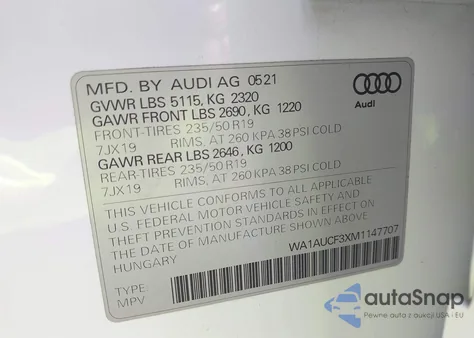 MFD. BY AUDI AG 05 21
GVWR LBS 5115, KG 2320
GAWR FRONT LBS 2690, KG 1220
FRONT-TIRES 235/50 R19
7JX19 RIMS, AT 260 KPA 38 PSI COLD
GAWR REAR LBS 2646, KG 1200
REAR-TIRES 235/50 R19
7JX19 RIMS, AT 260 KPA 38 PSI COLD
Audi
THIS VEHICLE CONFORMS TO ALL APPLICABLE
U.S. FEDERAL MOTOR VEHICLE SAFETY AND
THEFT PREVENTION STANDARDS IN EFFECT ON
THE DATE OF MANUFACTURE SHOWN ABOVE
HUNGARY
WA1AUCF3XM1147707
TYPE:
MPV
autoSnap
Pewne auta z aukcji USA i EU